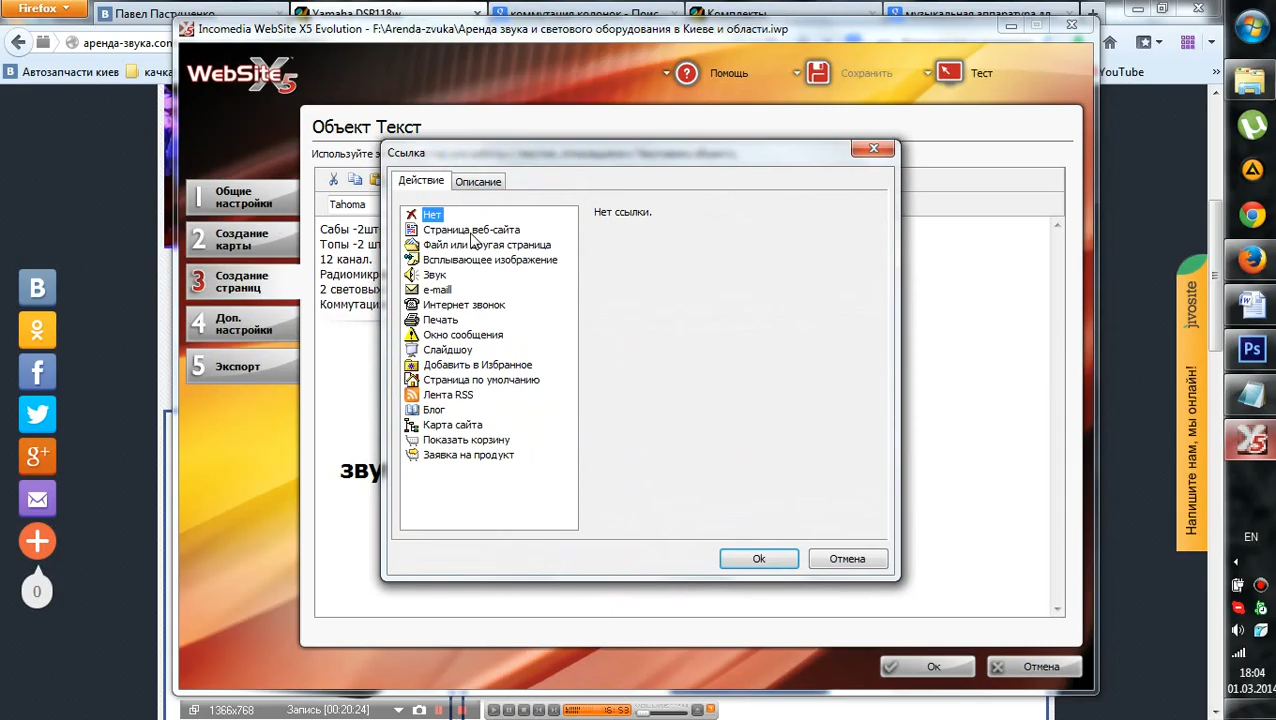 Firefox
Павел Пастушенко
Yamaha DSR118w
коммутация колонок - Поис
Комплекты
музыкальная аппаратура дл
Incomedia WebSite X5 Evolution - E:\Arenda-zvuka\Аренда звука и светового оборудования в Киеве и области.iwp
аренда-звука.com
Автозапчасти киев
качка
YouTube
WebSite X5
Помощь
Сохранить
Тест
Объект Текст
Ссылка
Действие
Описание
1 Общие настройки
2 Создание карты
3 Создание страниц
4 Доп. настройки
5 Экспорт
Tahoma
Сабы -2шт
Топы -2 шт
12 канал.
Радиомикр
2 световых
Коммутаци
зву
Нет
Страница веб-сайта
Файл или другая страница
Всплывающее изображение
Звук
e-mail
Интернет звонок
Печать
Окно сообщения
Слайдшоу
Добавить в Избранное
Страница по умолчанию
Лента RSS
Блог
Карта сайта
Показать корзину
Заявка на продукт
Нет ссылки.
Ok
Отмена
Ок
Отмена
0
jivosite
Напишите нам, мы онлайн!
EN
18:04
01.03.2014
1366x768
Запись [00:20:24]
16:53
VOLUME